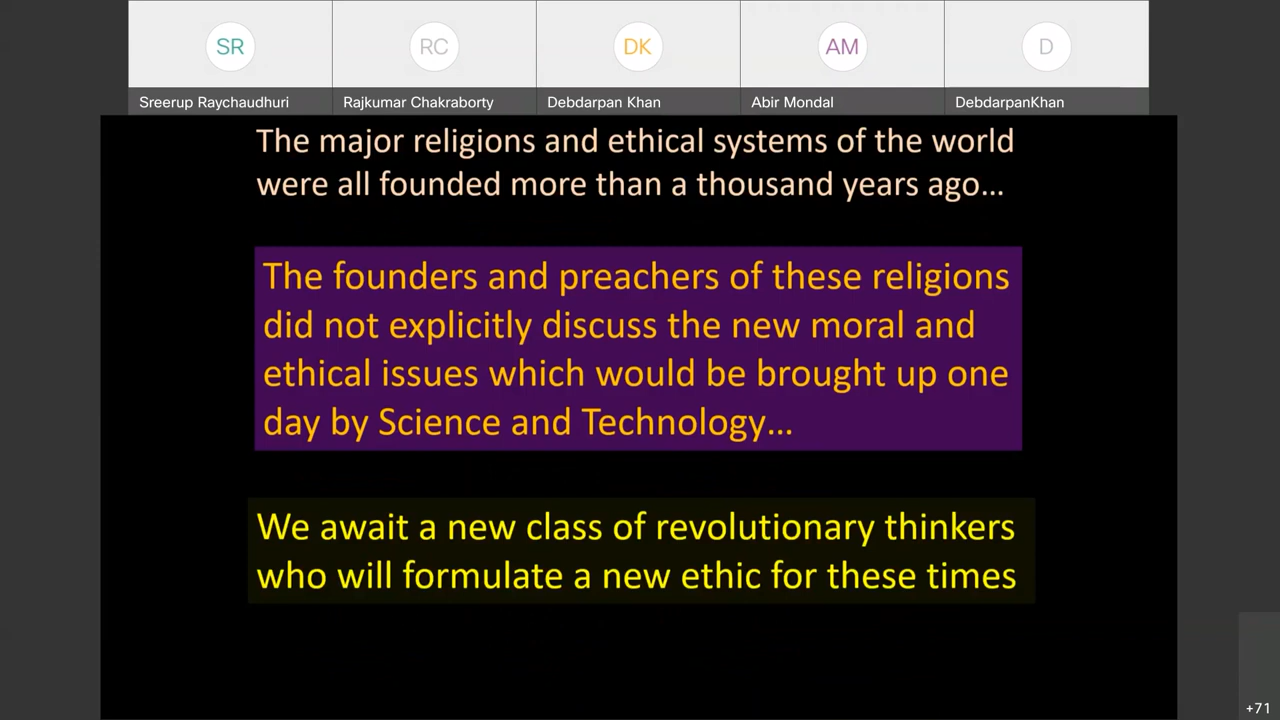 SR
RC
DK
AM
D
Sreerup Raychaudhuri
Rajkumar Chakraborty
Debdarpan Khan
Abir Mondal
DebdarpanKhan
The major religions and ethical systems of the world
were all founded more than a thousand years ago…
The founders and preachers of these religions
did not explicitly discuss the new moral and
ethical issues which would be brought up one
day by Science and Technology…
We await a new class of revolutionary thinkers
who will formulate a new ethic for these times
+71